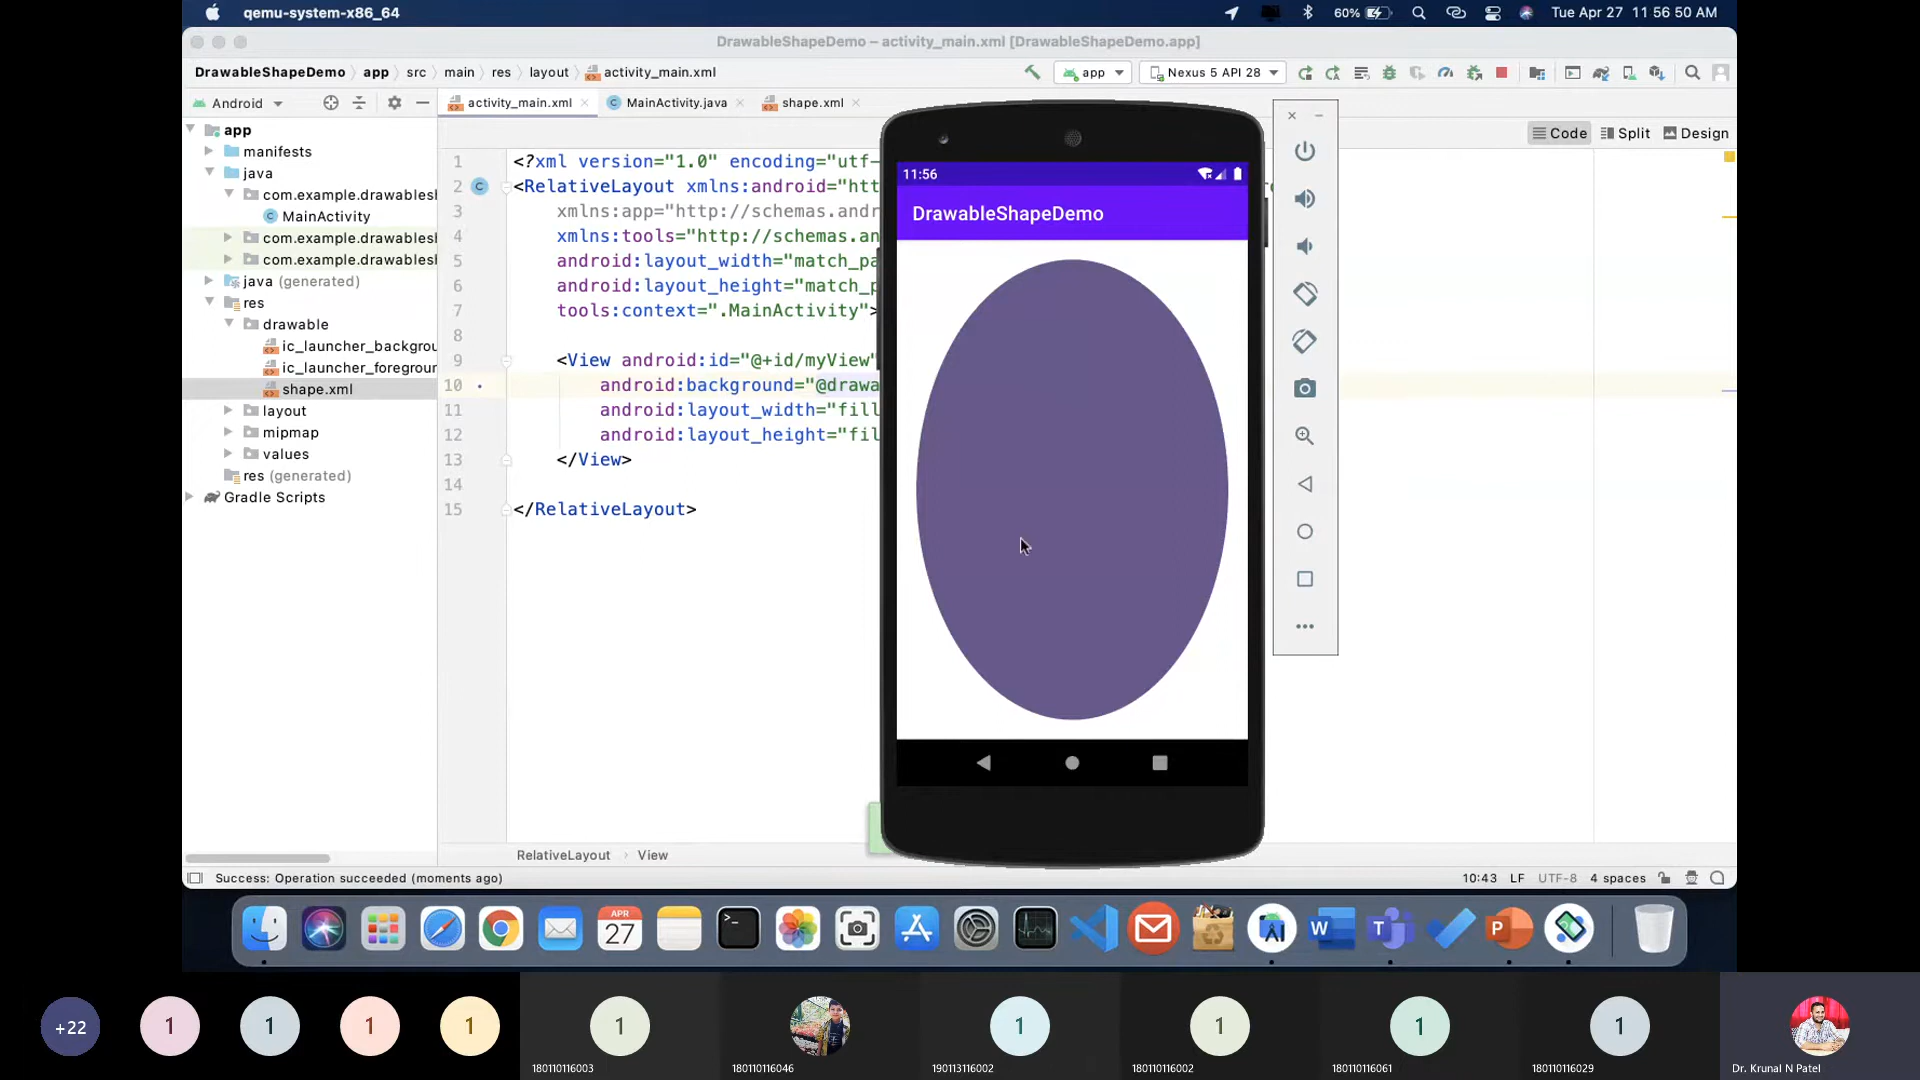 qemu-system-x86_64
60%
Tue Apr 27 11 56 50 AM
DrawableShapeDemo – activity_main.xml [DrawableShapeDemo.app]
DrawableShapeDemo
app
src
main
res
layout
activity_main.xml
app
Nexus 5 API 28
Android
activity_main.xml
MainActivity.java
shape.xml
Code
Split
Design
app
manifests
java
com.example.drawables
MainActivity
com.example.drawables
com.example.drawables
java (generated)
res
drawable
ic_launcher_backgrou
ic_launcher_foregrour
shape.xml
layout
mipmap
values
res (generated)
Gradle Scripts
1 <?xml version="1.0" encoding="utf-
2 <RelativeLayout xmlns:android="htt
3 xmlns:app="http://schemas.andr
4 xmlns:tools="http://schemas.an
5 android:layout_width="match_pa
6 android:layout_height="match_p
7 tools:context=".MainActivity">
8
9 <View android:id="@+id/myView"
10 android:background="@drawa
11 android:layout_width="fill
12 android:layout_height="fil
13 </View>
14
15 </RelativeLayout>
11:56
DrawableShapeDemo
RelativeLayout
View
Success: Operation succeeded (moments ago)
10:43 LF UTF-8 4 spaces
APR
27
W
T
P
+22
1
1
1
1
1
1
1
1
1
180110116003
180110116046
190113116002
180110116002
180110116061
180110116029
Dr. Krunal N Patel